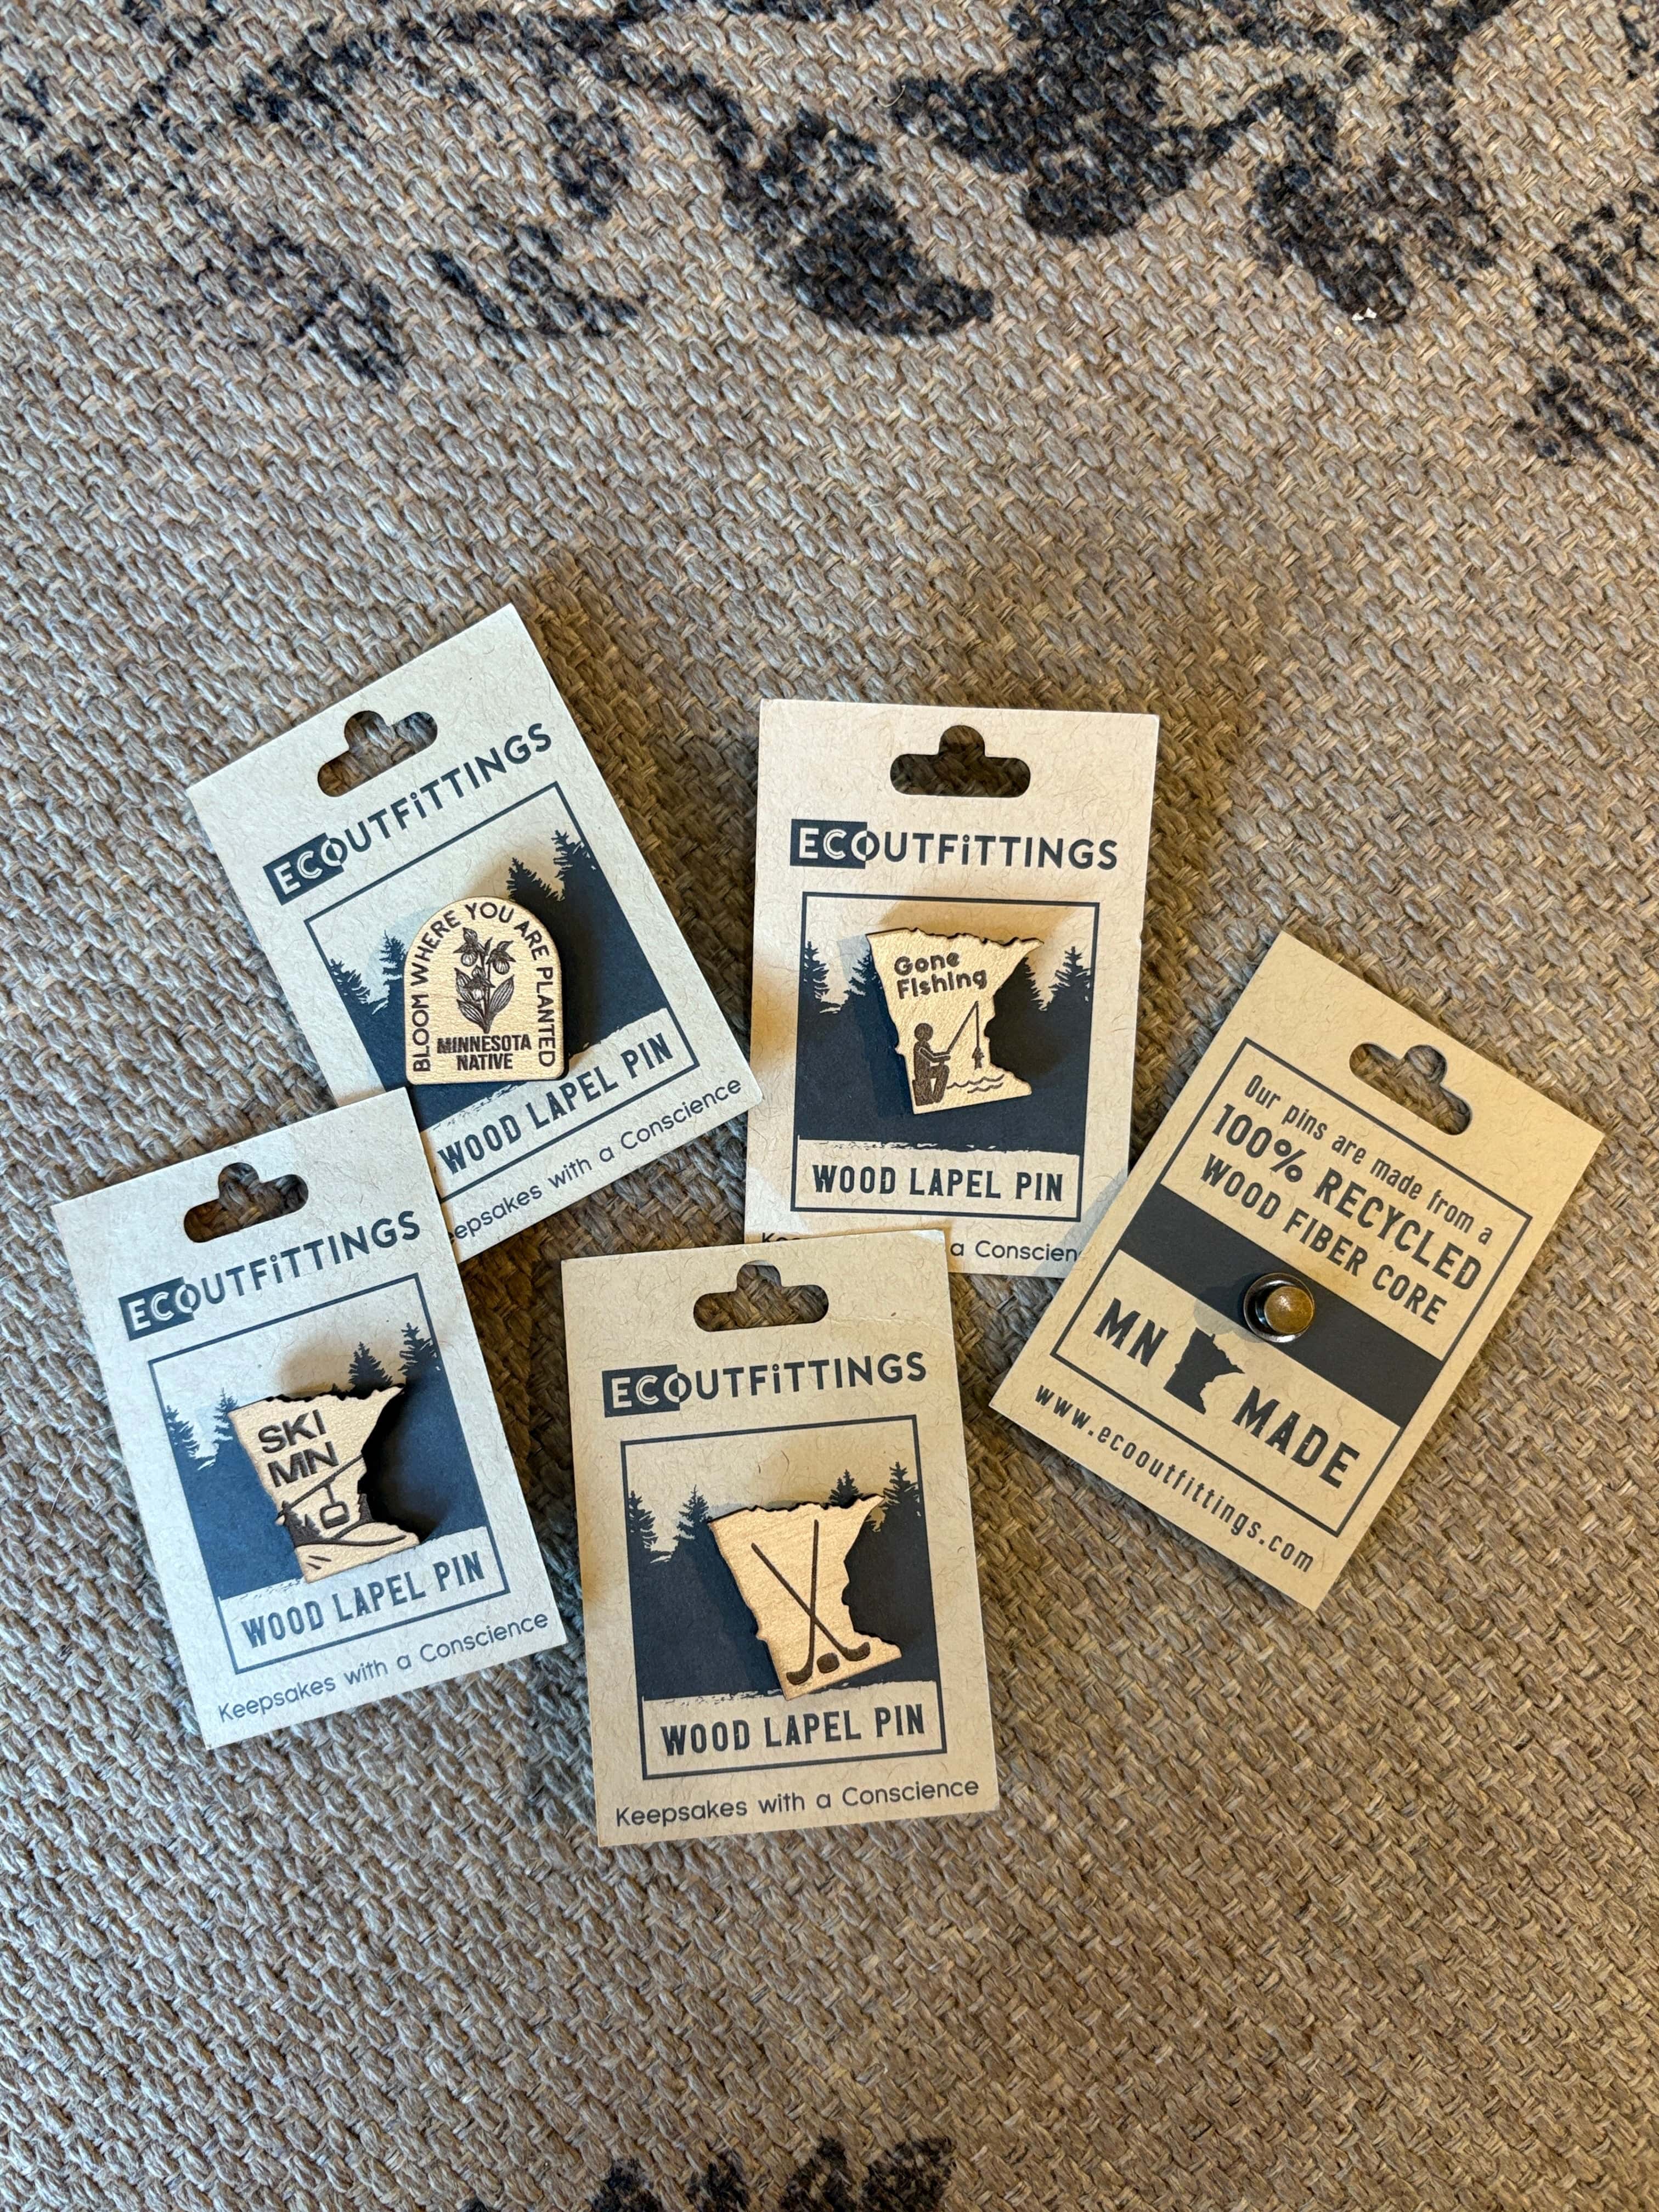 ECOUTFiTTINGS
BLOOM WHERE YOU ARE PLANTED
MINNESOTA
NATIVE
WOOD LAPEL PIN
Keepsakes with a Conscience
ECOUTFiTTINGS
Gone
Fishing
WOOD LAPEL PIN
a Conscien
Our pins are made from a
100% RECYCLED
WOOD FIBER CORE
MN MADE
www.ecooutfittings.com
ECOUTFiTTINGS
SKI
MN
WOOD LAPEL PIN
Keepsakes with a Conscience
ECOUTFiTTINGS
WOOD LAPEL PIN
Keepsakes with a Conscience